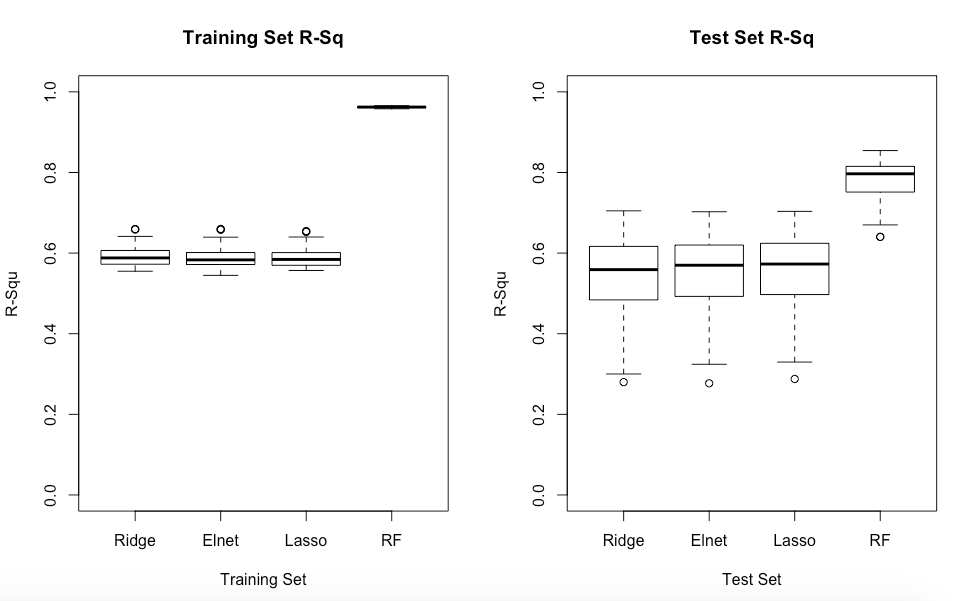 Training Set R-Sq
R-Squ
1.0
0.8
0.6
0.4
0.2
0.0
Ridge Elnet Lasso RF
Training Set
Test Set R-Sq
R-Squ
1.0
0.8
0.6
0.4
0.2
0.0
Ridge Elnet Lasso RF
Test Set